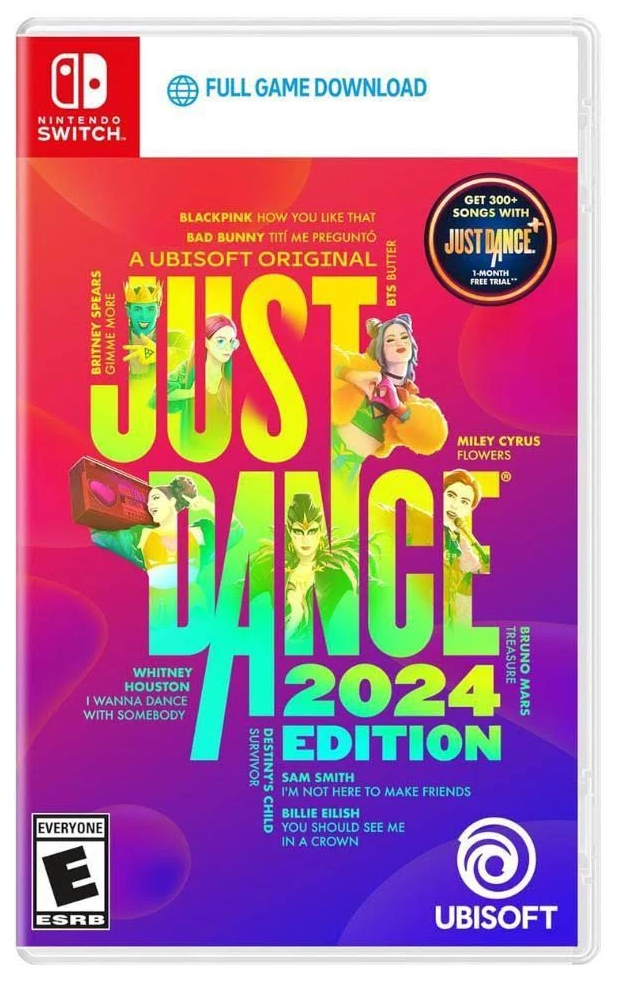 NINTENDO
SWITCH™
FULL GAME DOWNLOAD
GET 300+
SONGS WITH
JUST DANCE+
1-MONTH
FREE TRIAL**
BLACKPINK HOW YOU LIKE THAT
BAD BUNNY TITÍ ME PREGUNTÓ
A UBISOFT ORIGINAL
BTS BUTTER
BRITNEY SPEARS
GIMME MORE
JUST
MILEY CYRUS
FLOWERS
DANCE®
BRUNO MARS
TREASURE
WHITNEY
HOUSTON
I WANNA DANCE
WITH SOMEBODY
2024
EDITION
DESTINY'S CHILD
SURVIVOR
SAM SMITH
I'M NOT HERE TO MAKE FRIENDS
BILLIE EILISH
YOU SHOULD SEE ME
IN A CROWN
EVERYONE
E
ESRB
UBISOFT